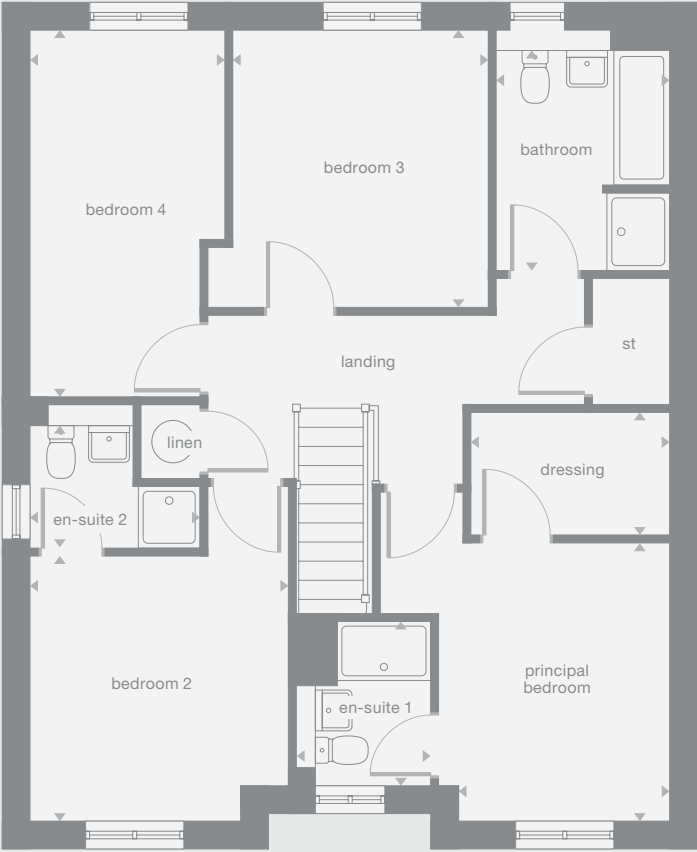 bedroom 4
bedroom 3
bathroom
landing
st
linen
dressing
en-suite 2
bedroom 2
principal
bedroom
en-suite 1